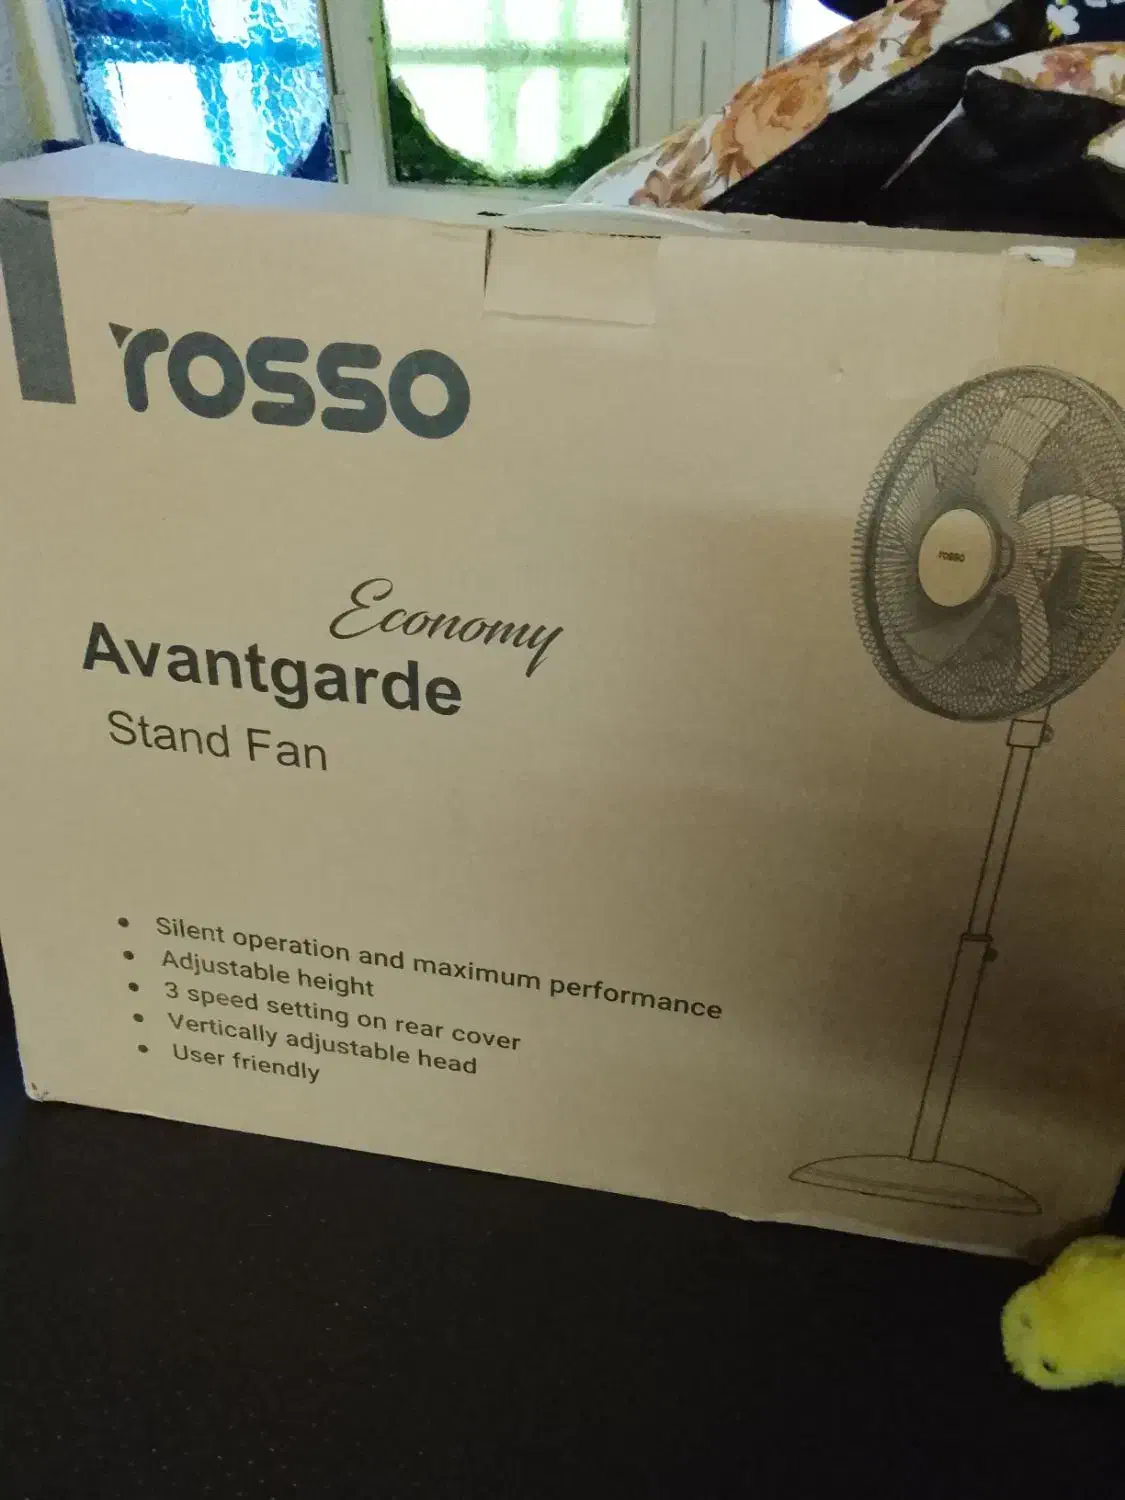 rosso
Economy
Avantgarde
Stand Fan
• Silent operation and maximum performance
• Adjustable height
• 3 speed setting on rear cover
• Vertically adjustable head
• User friendly
rosso